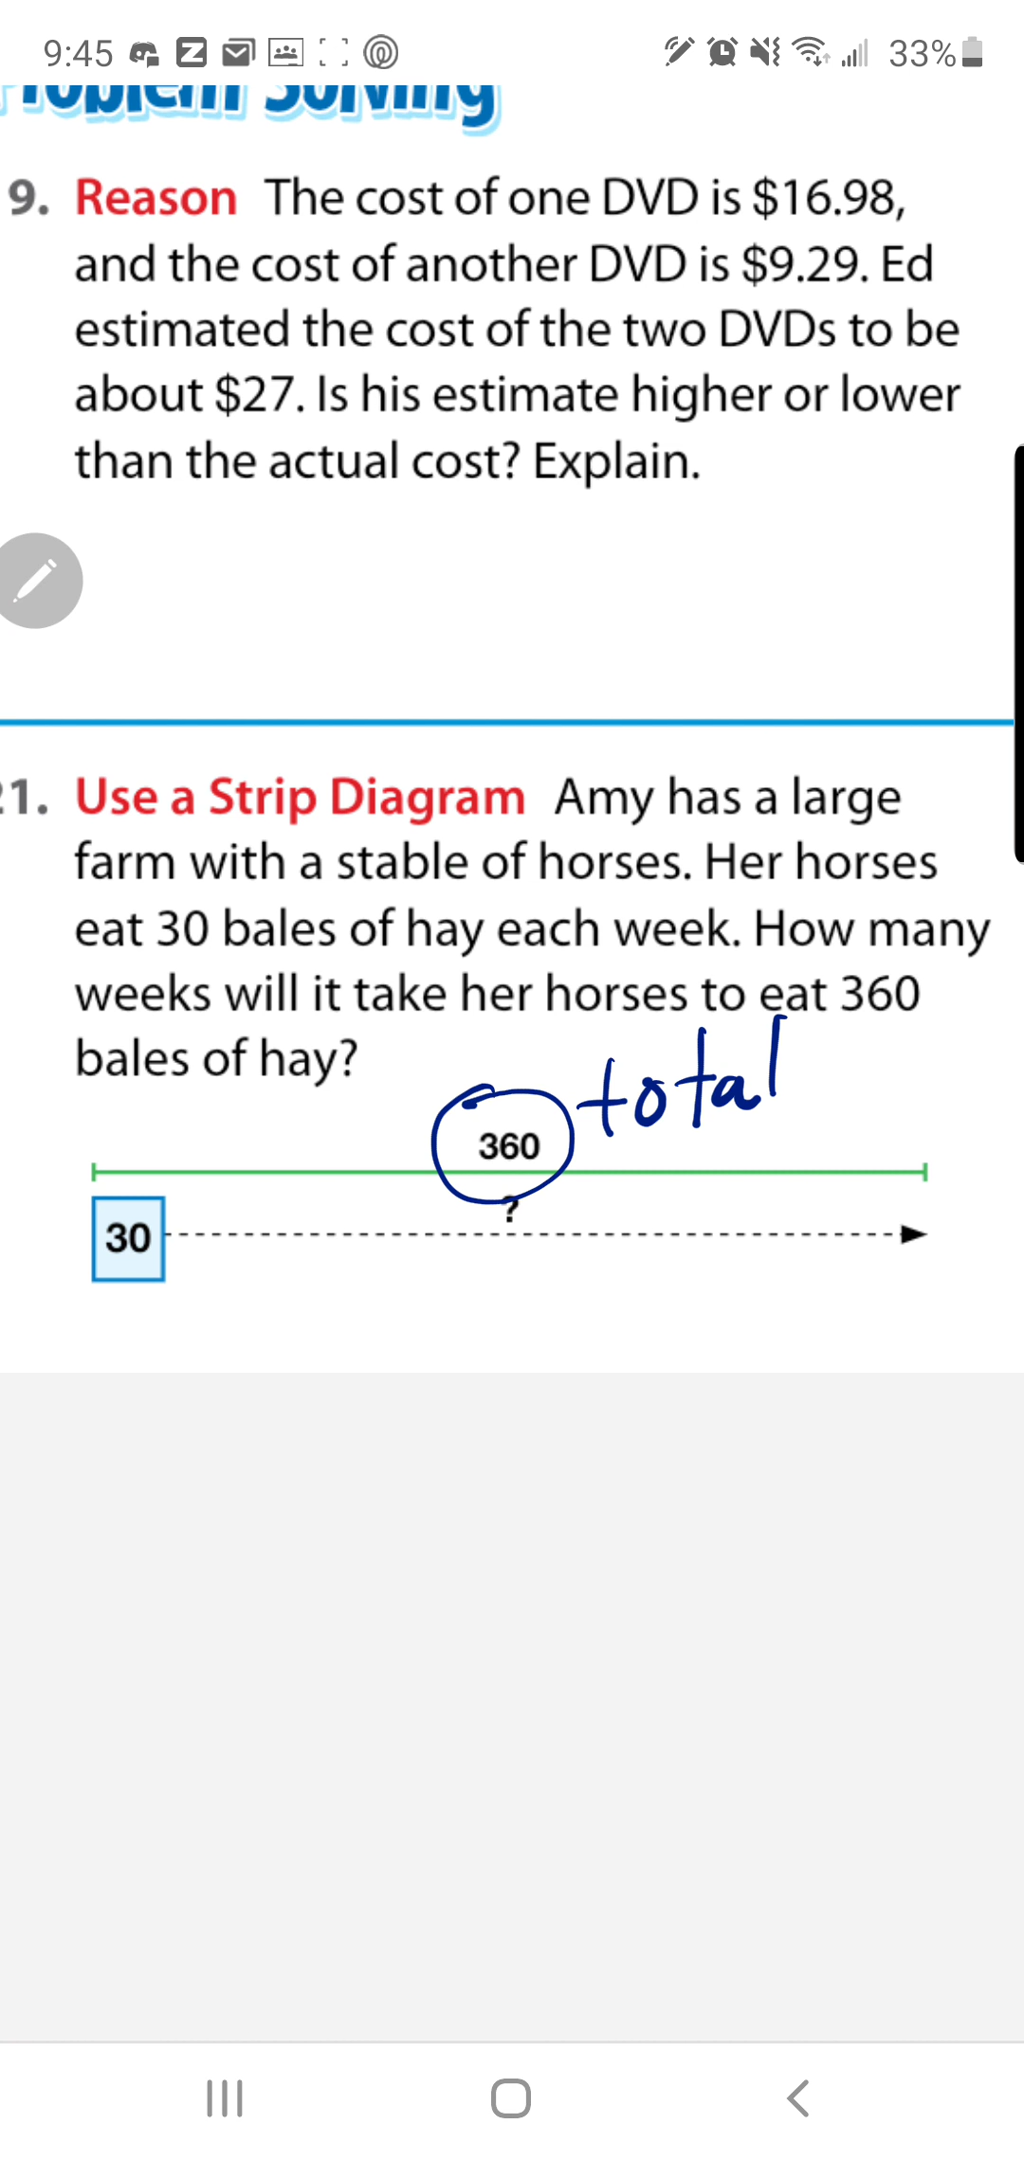 9:45 33%
Problem Solving
9. Reason The cost of one DVD is $16.98,
and the cost of another DVD is $9.29. Ed
estimated the cost of the two DVDs to be
about $27. Is his estimate higher or lower
than the actual cost? Explain.
21. Use a Strip Diagram Amy has a large
farm with a stable of horses. Her horses
eat 30 bales of hay each week. How many
weeks will it take her horses to eat 360
bales of hay?
total
360
?
30